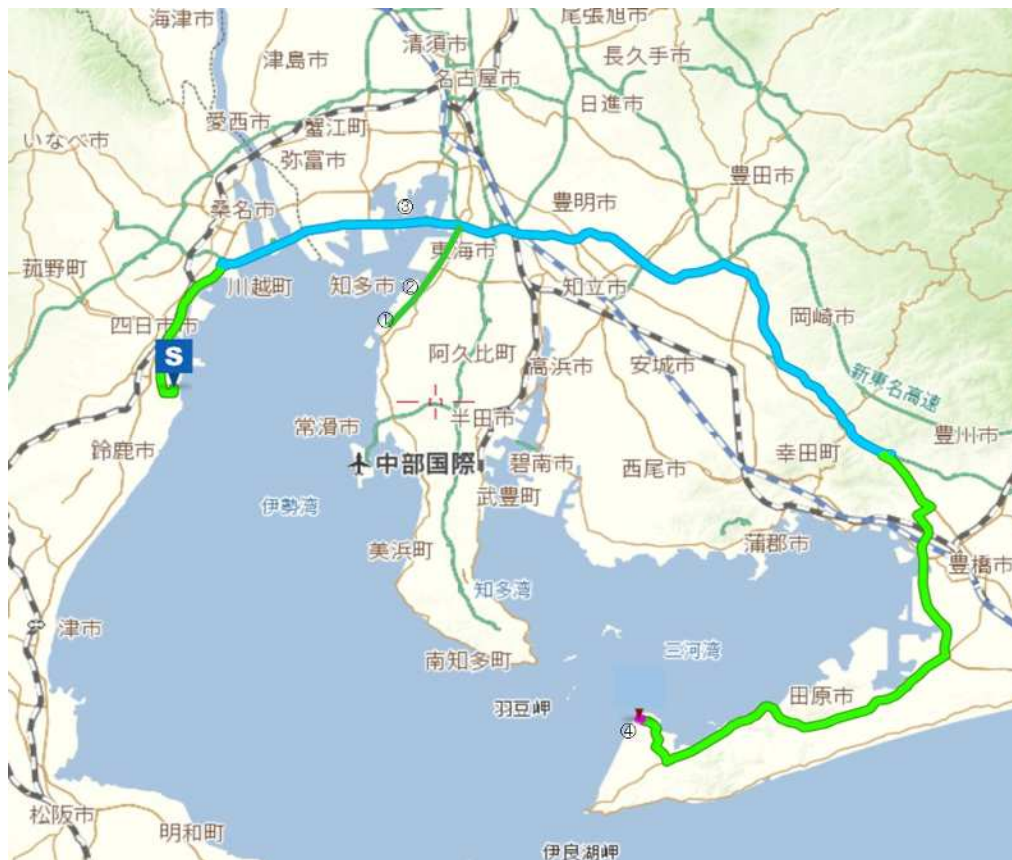 海津市
尾張旭市
清須市
津島市
長久手市
名古屋市
日進市
愛西市
蟹江町
いなべ市
弥富市
豊田市
桑名市
③
豊明市
東海市
菰野町
川越町
知多市
②
知立市
①
四日市市
岡崎市
S
阿久比町
高浜市
安城市
新東名高速
常滑市
半田市
豊川市
鈴鹿市
幸田町
中部国際
碧南市
西尾市
武豊町
伊勢湾
美浜町
蒲郡市
豊橋市
知多湾
津市
三河湾
南知多町
田原市
羽豆岬
④
松阪市
明和町
伊良湖岬